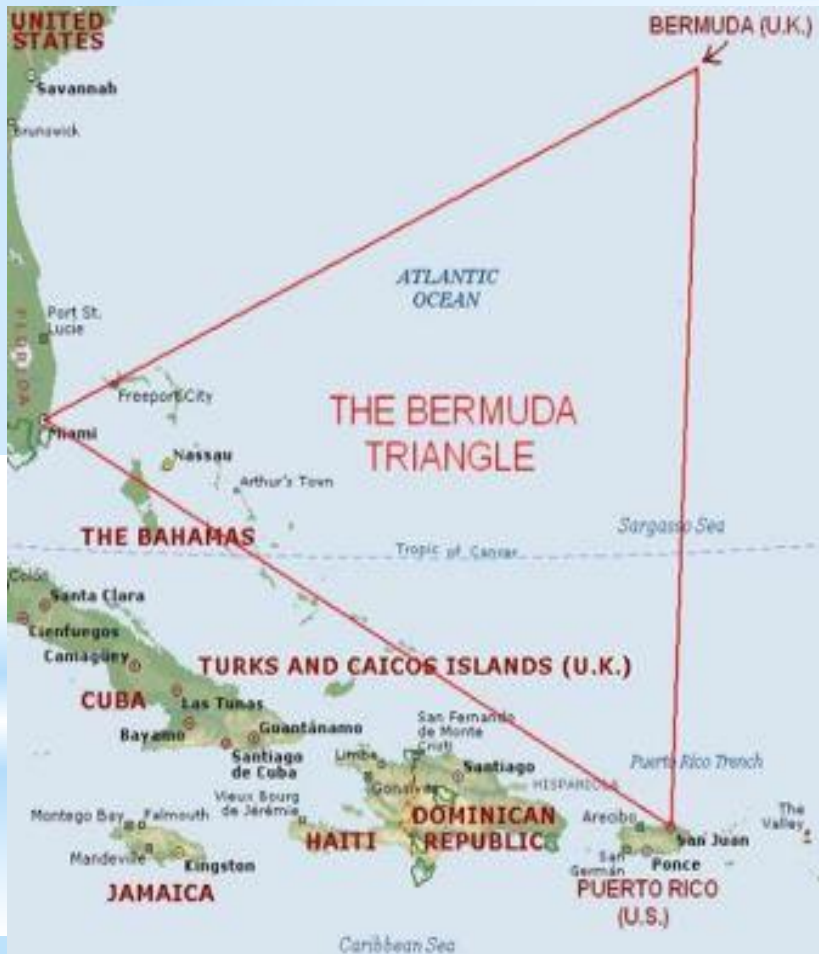 UNITED
STATES
BERMUDA (U.K.)
Savannah
Brunswick
ATLANTIC
OCEAN
Port St.
Lucie
FLORIDA
Freeport City
THE BERMUDA
TRIANGLE
Miami
Nassau
Arthur's Town
Sargasso Sea
THE BAHAMAS
Tropic of Cancer
Colón
Santa Clara
Cienfuegos
Camagüey
TURKS AND CAICOS ISLANDS (U.K.)
CUBA
Las Tunas
Bayamo
Guantánamo
Santiago
de Cuba
San Fernando
de Monte
Cristi
Limbe
Santiago
Puerto Rico Trench
Gonaïves
HISPANIOLA
Vieux Bourg
de Jérémie
Montego Bay
Falmouth
HAITI
DOMINICAN
REPUBLIC
Arecibo
San Juan
The
Valley
Mandeville
Kingston
San
Germán
Ponce
JAMAICA
PUERTO RICO
(U.S.)
Caribbean Sea